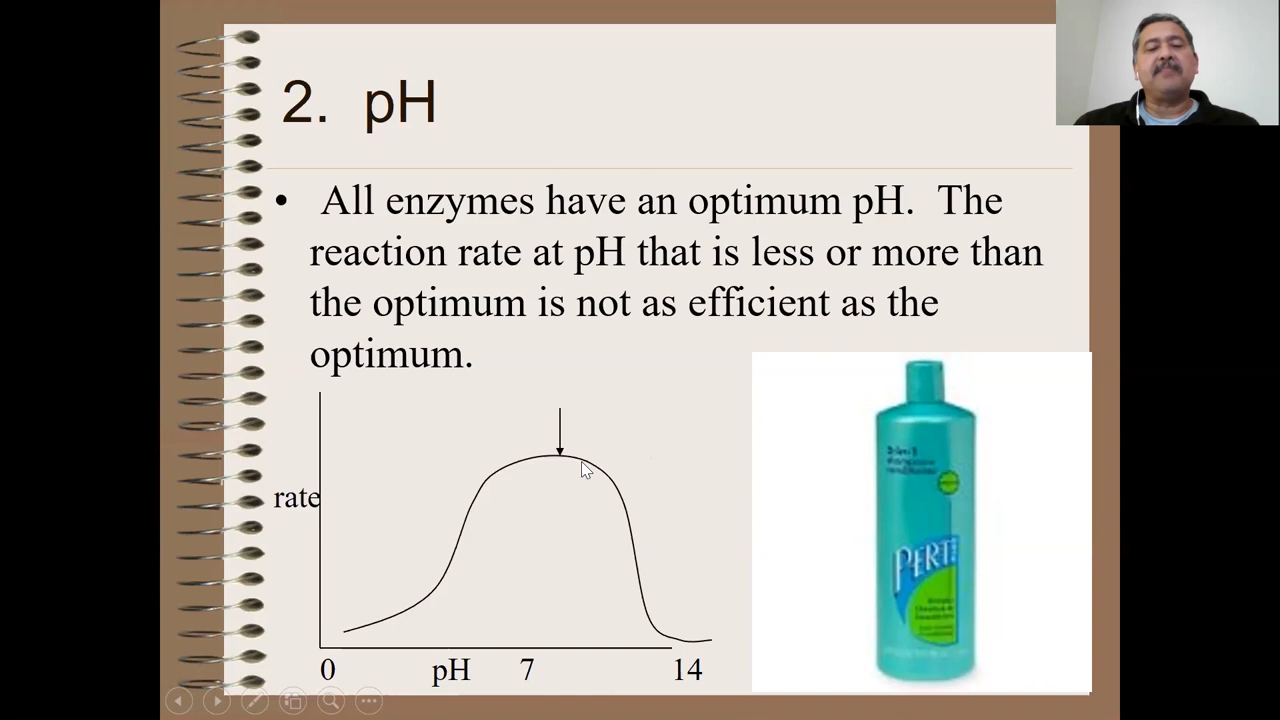 2. pH
• All enzymes have an optimum pH. The
reaction rate at pH that is less or more than
the optimum is not as efficient as the
optimum.
rate
0 pH 7 14
PERT